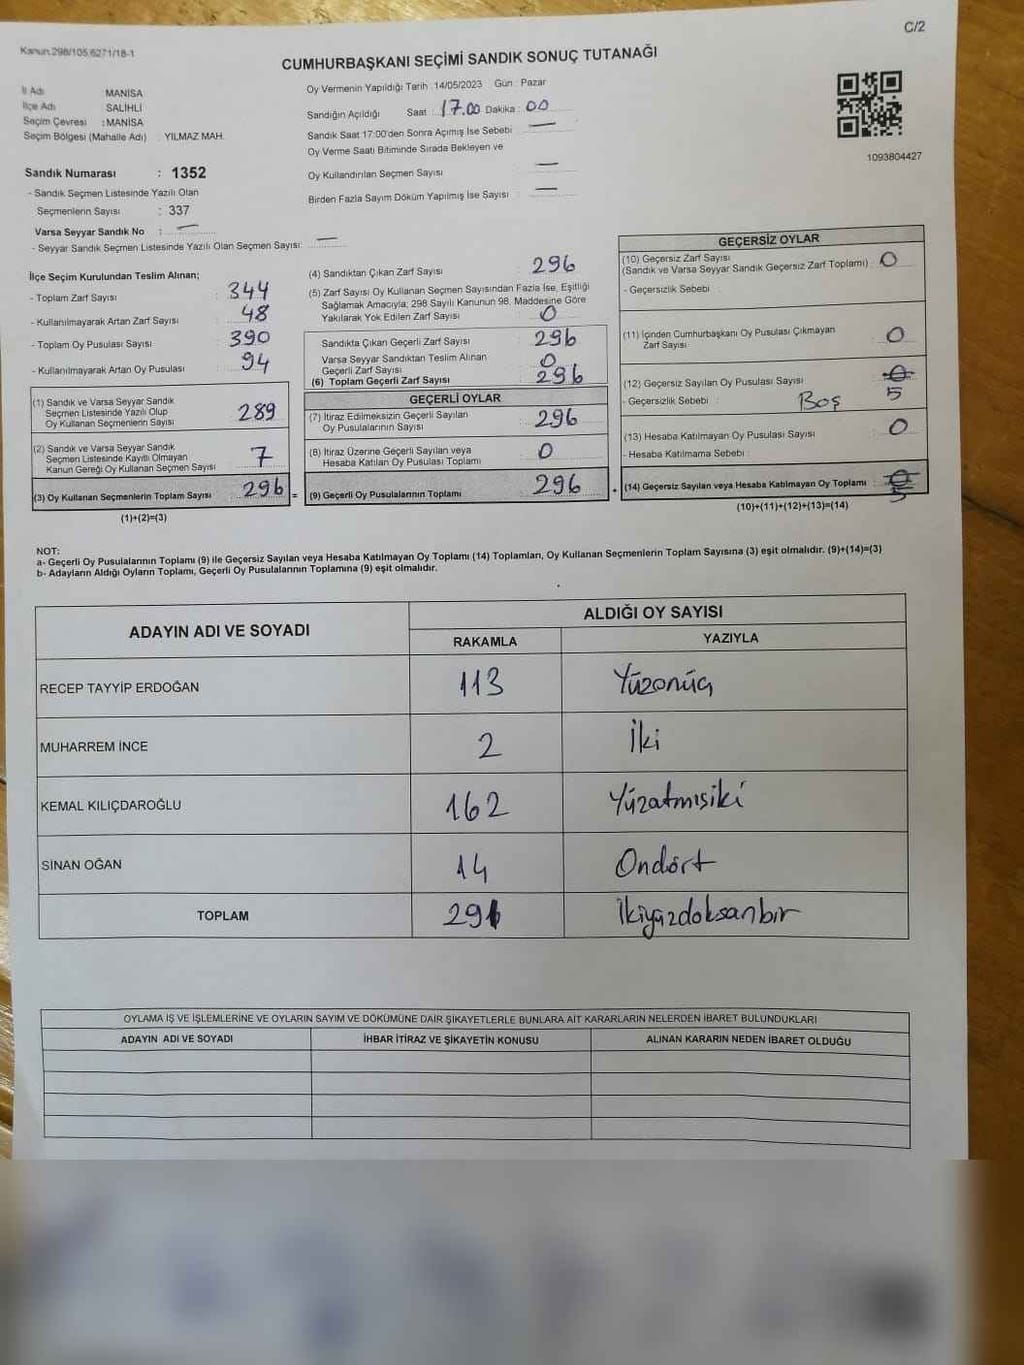 C/2
Kanun.298/105,6271/18-1
CUMHURBAŞKANI SEÇİMİ SANDIK SONUÇ TUTANAĞI
İl Adı : MANİSA
İlçe Adı : SALİHLİ
Seçim Çevresi : MANİSA
Seçim Bölgesi (Mahalle Adı) : YILMAZ MAH.
Oy Vermenin Yapıldığı Tarih : 14/05/2023 Gün : Pazar
Sandığın Açıldığı Saat : 17.00 Dakika : 00
Sandık Saat 17:00'den Sonra Açımış İse Sebebi : —
Oy Verme Saati Bitiminde Sırada Bekleyen ve
Oy Kullandırılan Seçmen Sayısı : —
Birden Fazla Sayım Döküm Yapılmış İse Sayısı : —
1093804427
Sandık Numarası : 1352
- Sandık Seçmen Listesinde Yazılı Olan
Seçmenlerin Sayısı : 337
Varsa Seyyar Sandık No : —
- Seyyar Sandık Seçmen Listesinde Yazılı Olan Seçmen Sayısı: —
İlçe Seçim Kurulundan Teslim Alınan;
- Toplam Zarf Sayısı : 344
- Kullanılmayarak Artan Zarf Sayısı : 48
- Toplam Oy Pusulası Sayısı : 390
- Kullanılmayarak Artan Oy Pusulası : 94
(1) Sandık ve Varsa Seyyar Sandık
Seçmen Listesinde Yazılı Olup
Oy Kullanan Seçmenlerin Sayısı 289
(2) Sandık ve Varsa Seyyar Sandık
Seçmen Listesinde Kayıtlı Olmayan
Kanun Gereği Oy Kullanan Seçmen Sayısı 7
(3) Oy Kullanan Seçmenlerin Toplam Sayısı 296 =
(1)+(2)=(3)
(4) Sandıktan Çıkan Zarf Sayısı : 296
(5) Zarf Sayısı Oy Kullanan Seçmen Sayısından Fazla İse, Eşitliği
Sağlamak Amacıyla; 298 Sayılı Kanunun 98. Maddesine Göre
Yakılarak Yok Edilen Zarf Sayısı : 0
Sandıkta Çıkan Geçerli Zarf Sayısı : 296
Varsa Seyyar Sandıktan Teslim Alınan
Geçerli Zarf Sayısı : 0
(6) Toplam Geçerli Zarf Sayısı : 296
GEÇERLİ OYLAR
(7) İtiraz Edilmeksizin Geçerli Sayılan
Oy Pusulalarının Sayısı : 296
(8) İtiraz Üzerine Geçerli Sayılan veya
Hesaba Katılan Oy Pusulası Toplamı : 0
(9) Geçerli Oy Pusulalarının Toplamı 296
GEÇERSİZ OYLAR
(10) Geçersiz Zarf Sayısı
(Sandık ve Varsa Seyyar Sandık Geçersiz Zarf Toplamı) : 0
- Geçersizlik Sebebi :
(11) İçinden Cumhurbaşkanı Oy Pusulası Çıkmayan
Zarf Sayısı : 0
(12) Geçersiz Sayılan Oy Pusulası Sayısı : 0
- Geçersizlik Sebebi : Boş 5
(13) Hesaba Katılmayan Oy Pusulası Sayısı : 0
- Hesaba Katılmama Sebebi :
(14) Geçersiz Sayılan veya Hesaba Katılmayan Oy Toplamı : 0
5
(10)+(11)+(12)+(13)=(14)
NOT:
a- Geçerli Oy Pusulalarının Toplamı (9) ile Geçersiz Sayılan veya Hesaba Katılmayan Oy Toplamı (14) Toplamları, Oy Kullanan Seçmenlerin Toplam Sayısına (3) eşit olmalıdır. (9)+(14)=(3)
b- Adayların Aldığı Oyların Toplamı, Geçerli Oy Pusulalarının Toplamına (9) eşit olmalıdır.
ADAYIN ADI VE SOYADI
ALDIĞI OY SAYISI
RAKAMLA YAZIYLA
RECEP TAYYİP ERDOĞAN 113 Yüzonüç
MUHARREM İNCE 2 İki
KEMAL KILIÇDAROĞLU 162 Yüzatmışiki
SİNAN OĞAN 14 Ondört
TOPLAM 291 İkiyüzdoksanbir
OYLAMA İŞ VE İŞLEMLERİNE VE OYLARIN SAYIM VE DÖKÜMÜNE DAİR ŞİKAYETLERLE BUNLARA AİT KARARLARIN NELERDEN İBARET BULUNDUKLARI
ADAYIN ADI VE SOYADI İHBAR İTİRAZ VE ŞİKAYETİN KONUSU ALINAN KARARIN NEDEN İBARET OLDUĞU